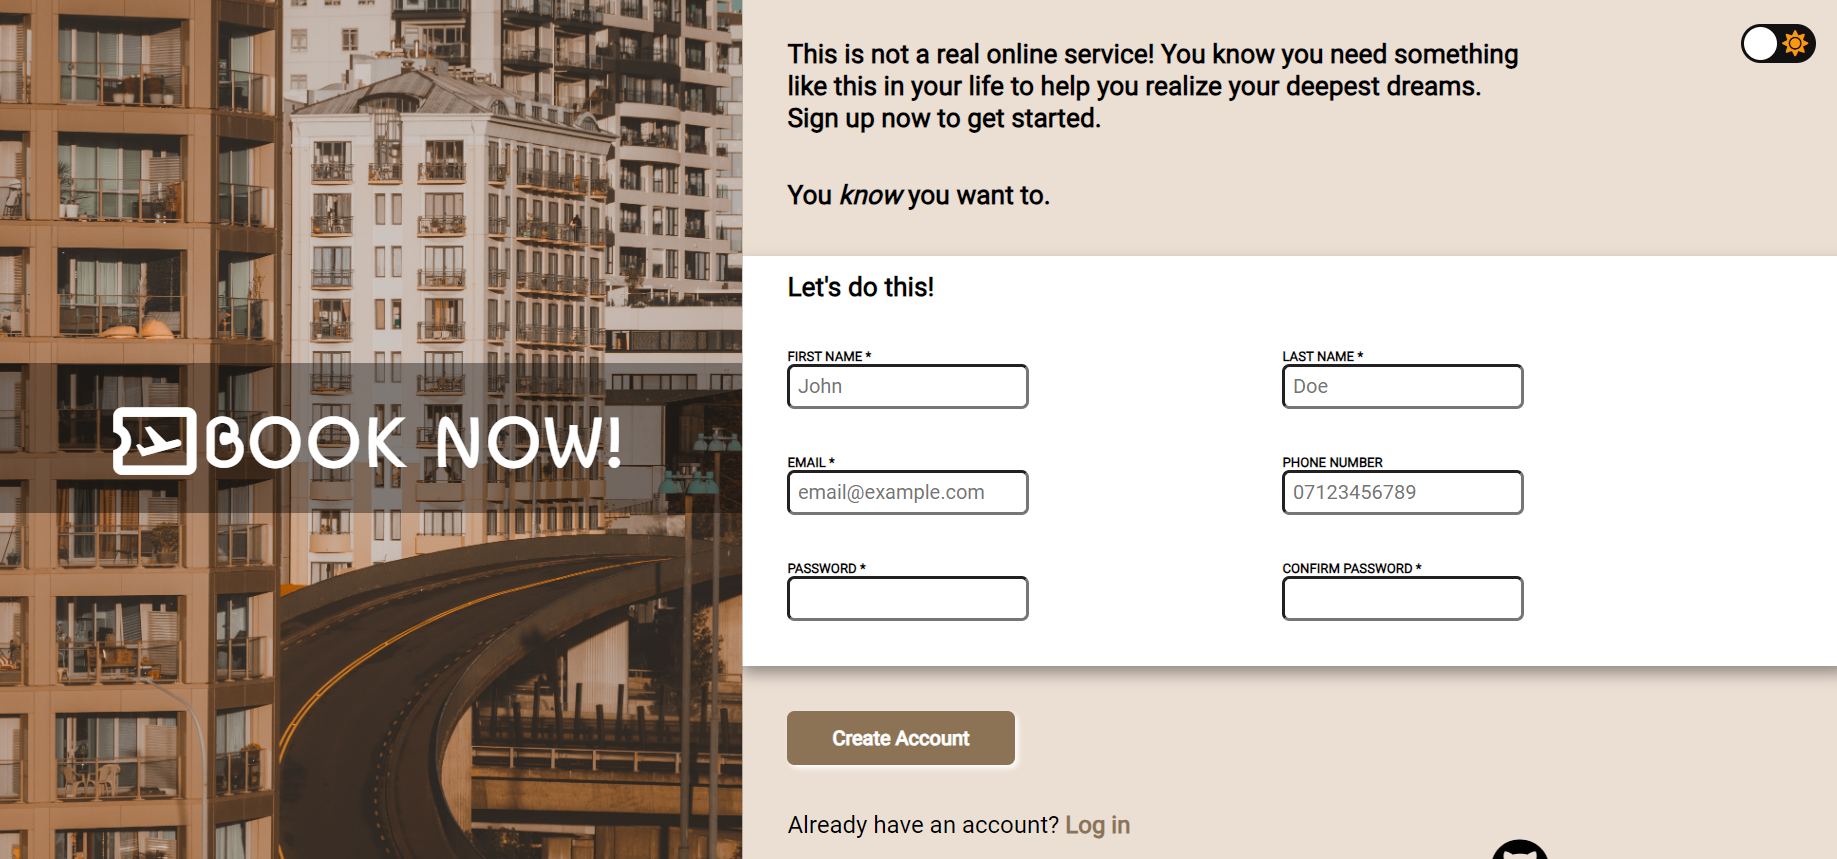 BOOK NOW!
This is not a real online service! You know you need something
like this in your life to help you realize your deepest dreams.
Sign up now to get started.
You know you want to.
Let's do this!
FIRST NAME *
John
LAST NAME *
Doe
EMAIL *
email@example.com
PHONE NUMBER
07123456789
PASSWORD *
CONFIRM PASSWORD *
Create Account
Already have an account? Log in